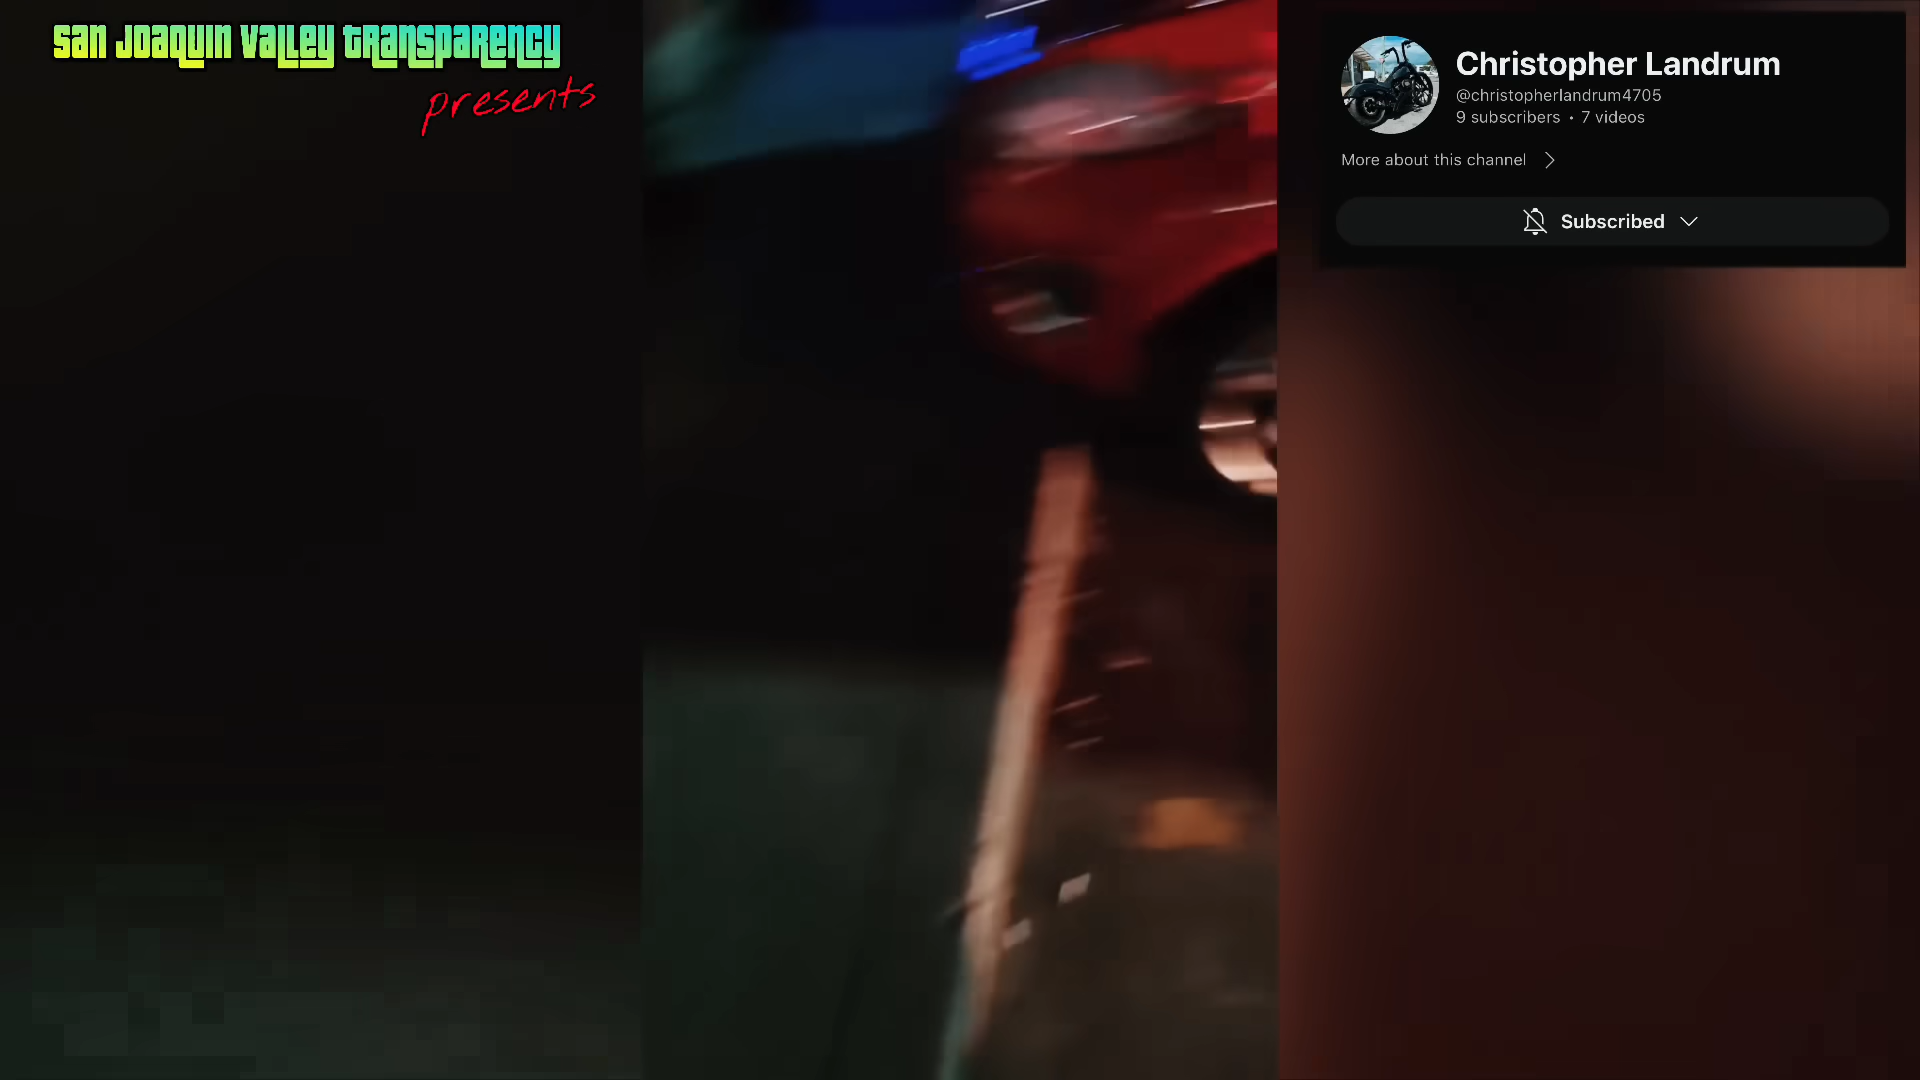 San Joaquin Valley Transparency
presents
Christopher Landrum
@christopherlandrum4705
9 subscribers • 7 videos
More about this channel
Subscribed